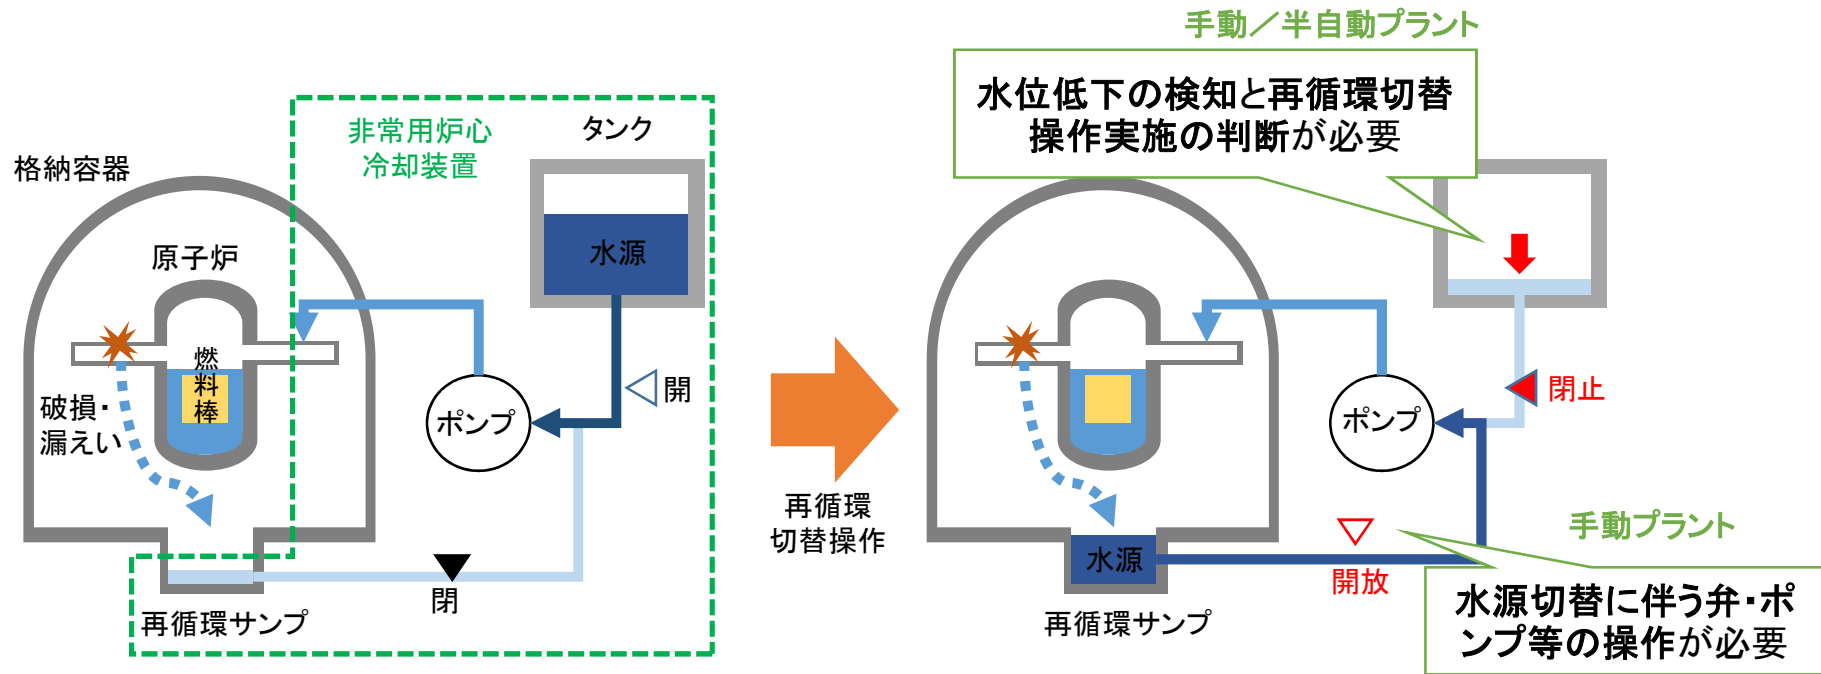 手動／半自動プラント
水位低下の検知と再循環切替
操作実施の判断が必要
非常用炉心
冷却装置
タンク
格納容器
原子炉
水源
燃
料
棒
破損・
漏えい
ポンプ
開
閉
再循環サンプ
再循環
切替操作
ポンプ
閉止
手動プラント
水源
開放
再循環サンプ
水源切替に伴う弁・ポ
ンプ等の操作が必要